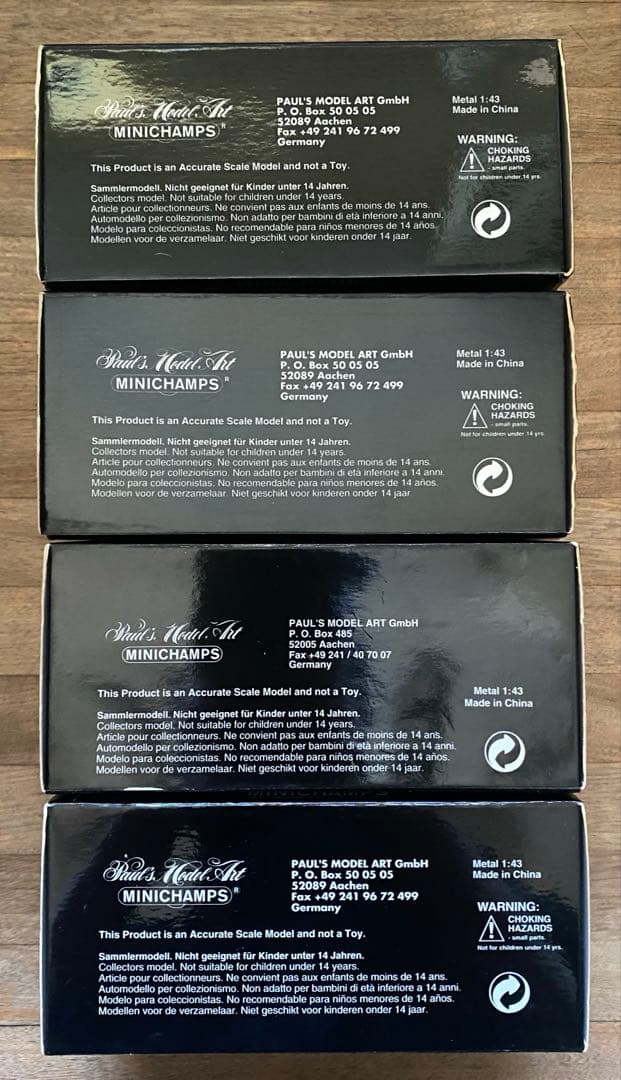 Paul's Model Art
MINICHAMPS®
PAUL'S MODEL ART GmbH
P. O. Box 50 05 05
52089 Aachen
Fax +49 241 96 72 499
Germany
Metal 1:43
Made in China
WARNING:
CHOKING
HAZARDS
- small parts.
Not for children under 14 yrs.
This Product is an Accurate Scale Model and not a Toy.
Sammlermodell. Nicht geeignet für Kinder unter 14 Jahren.
Collectors model. Not suitable for children under 14 years.
Article pour collectionneurs. Ne convient pas aux enfants de moins de 14 ans.
Automodello per collezionismo. Non adatto per bambini di età inferiore a 14 anni.
Modelo para coleccionistas. No recomendable para niños menores de 14 años.
Modellen voor de verzamelaar. Niet geschikt voor kinderen onder 14 jaar.
Paul's Model Art
MINICHAMPS®
PAUL'S MODEL ART GmbH
P. O. Box 50 05 05
52089 Aachen
Fax +49 241 96 72 499
Germany
Metal 1:43
Made in China
WARNING:
CHOKING
HAZARDS
- small parts.
Not for children under 14 yrs.
This Product is an Accurate Scale Model and not a Toy.
Sammlermodell. Nicht geeignet für Kinder unter 14 Jahren.
Collectors model. Not suitable for children under 14 years.
Article pour collectionneurs. Ne convient pas aux enfants de moins de 14 ans.
Automodello per collezionismo. Non adatto per bambini di età inferiore a 14 anni.
Modelo para coleccionistas. No recomendable para niños menores de 14 años.
Modellen voor de verzamelaar. Niet geschikt voor kinderen onder 14 jaar
Paul's Model Art
MINICHAMPS
PAUL'S MODEL ART GmbH
P. O. Box 485
52005 Aachen
Fax +49 241 / 40 70 07
Germany
This Product is an Accurate Scale Model and not a Toy.
Metal 1:43
Made in China
Sammlermodell. Nicht geeignet für Kinder unter 14 Jahren.
Collectors model. Not suitable for children under 14 years.
Article pour collectionneurs. Ne convient pas aux enfants de moins de 14 ans.
Automodello per collezionismo. Non adatto per bambini di età inferiore a 14 anni.
Modelo para coleccionistas. No recomendable para niños menores de 14 años.
Modellen voor de verzamelaar. Niet geschikt voor kinderen onder 14 jaar.
MINICHAMPS
Paul's Model Art
MINICHAMPS®
PAUL'S MODEL ART GmbH
P. O. Box 50 05 05
52089 Aachen
Fax +49 241 96 72 499
Germany
Metal 1:43
Made in China
WARNING:
CHOKING
HAZARDS
- small parts.
Not for children under 14 yrs.
This Product is an Accurate Scale Model and not a Toy.
Sammlermodell. Nicht geeignet für Kinder unter 14 Jahren.
Collectors model. Not suitable for children under 14 years.
Article pour collectionneurs. Ne convient pas aux enfants de moins de 14 ans.
Automodello per collezionismo. Non adatto per bambini di età inferiore a 14 anni.
Modelo para coleccionistas. No recomendable para niños menores de 14 años.
Modellen voor de verzamelaar. Niet geschikt voor kinderen onder 14 jaar.